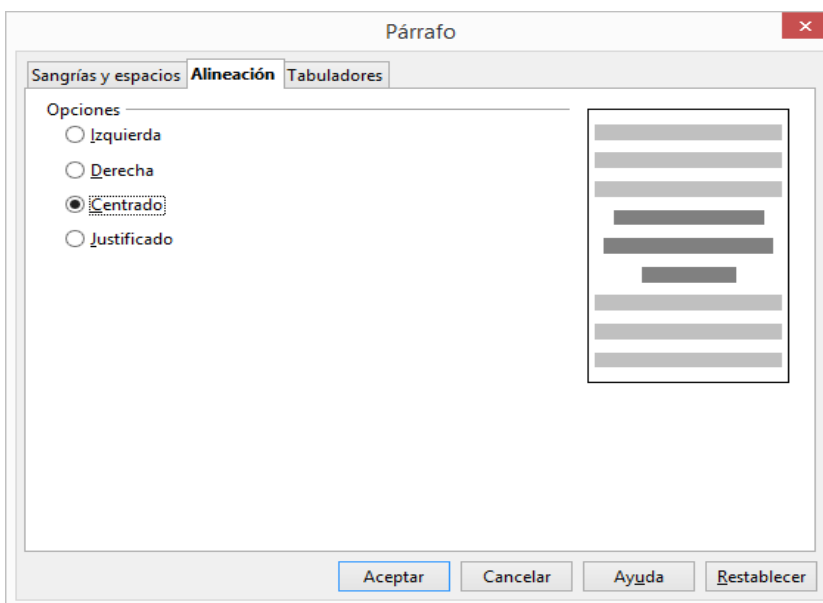 Párrafo
Sangrías y espacios Alineación Tabuladores
Opciones
Izquierda
Derecha
Centrado
Justificado
Aceptar Cancelar Ayuda Restablecer